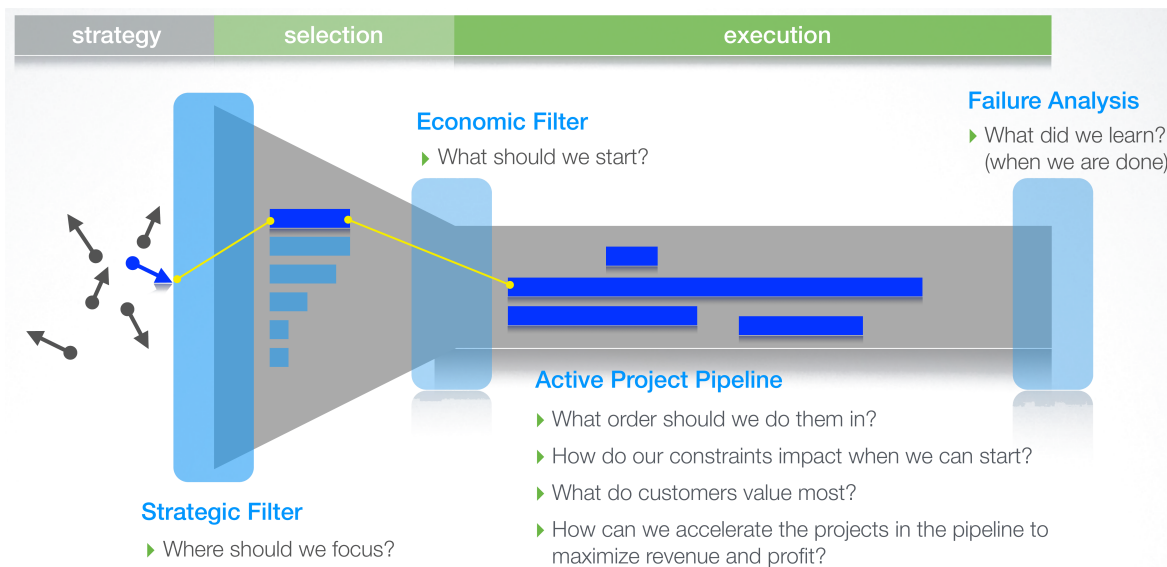 strategy
selection
execution
Failure Analysis
What did we learn?
(when we are done)
Economic Filter
What should we start?
Active Project Pipeline
What order should we do them in?
How do our constraints impact when we can start?
What do customers value most?
How can we accelerate the projects in the pipeline to
maximize revenue and profit?
Strategic Filter
Where should we focus?